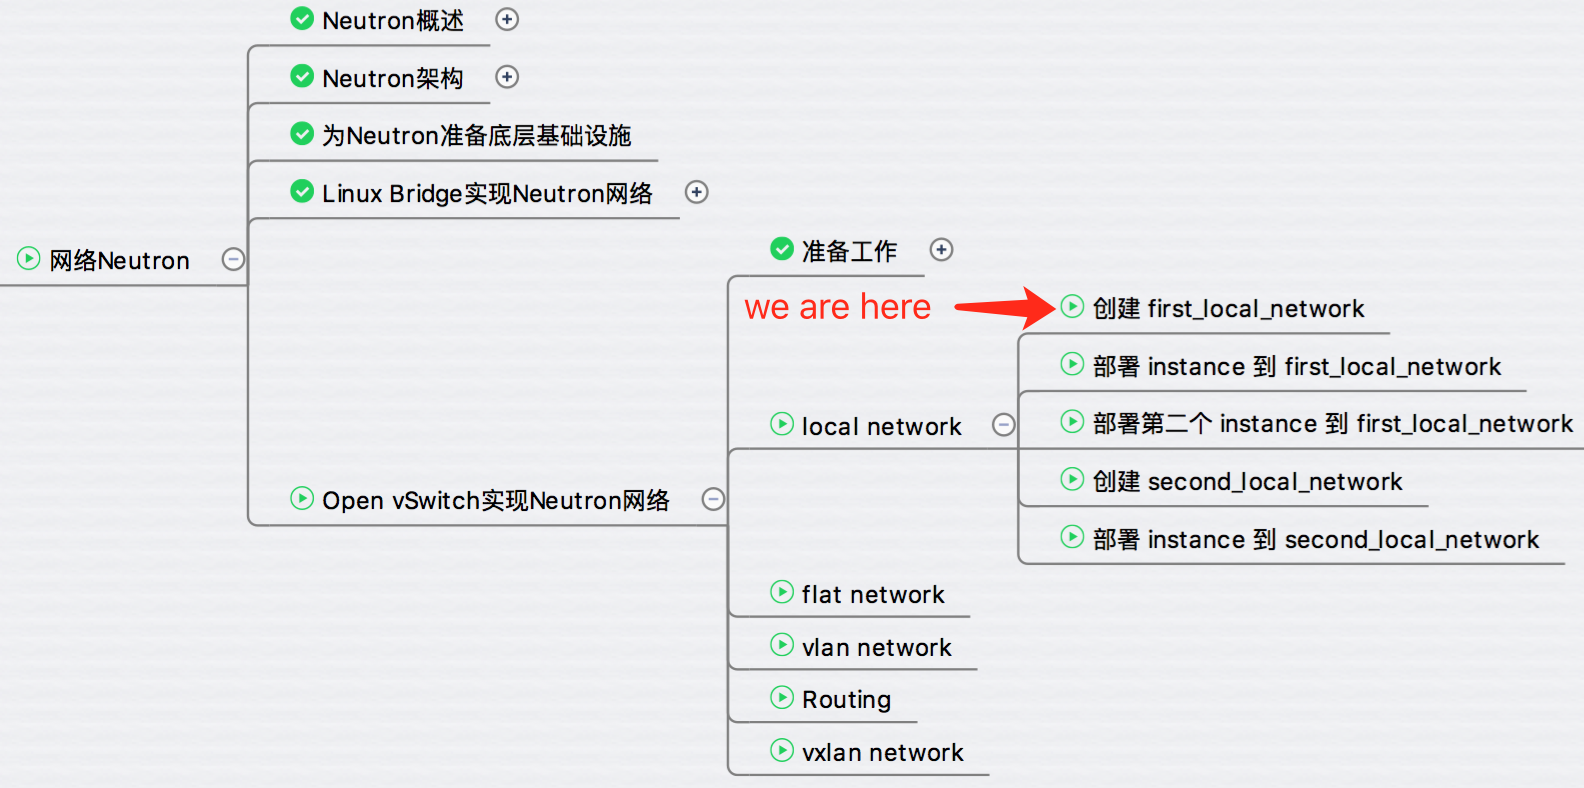 Neutron概述
Neutron架构
为Neutron准备底层基础设施
Linux Bridge实现Neutron网络
网络Neutron
准备工作
we are here
创建 first_local_network
部署 instance 到 first_local_network
local network
部署第二个 instance 到 first_local_network
创建 second_local_network
Open vSwitch实现Neutron网络
部署 instance 到 second_local_network
flat network
vlan network
Routing
vxlan network